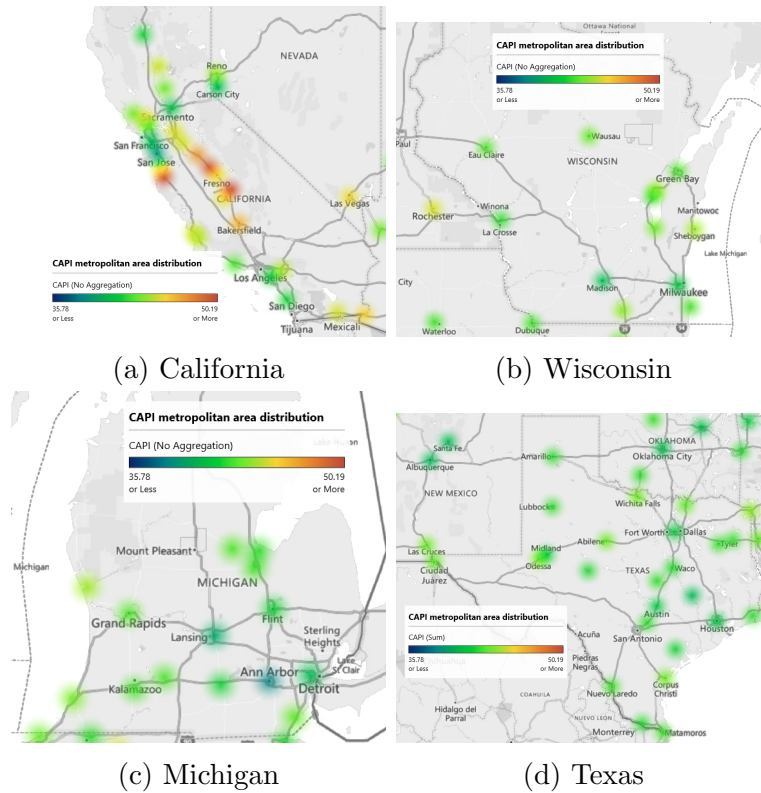 NEVADA
Reno
Carson City
Sacramento
San Francisco
San Jose
Fresno
CALIFORNIA
Las Vegas
Bakersfield
Los Angeles
San Diego
Tijuana
Mexicali
CAPI metropolitan area distribution
CAPI (No Aggregation)
35.78 50.19
or Less or More
(a) California
Ottawa National
CAPI metropolitan area distribution
CAPI (No Aggregation)
35.78 50.19
or Less or More
Paul
Wausau
Eau Claire
WISCONSIN
Green Bay
Winona
Rochester
Manitowoc
La Crosse
Sheboygan
Lake Michigan
City
Madison
Milwaukee
Waterloo
Dubuque
94
(b) Wisconsin
CAPI metropolitan area distribution
CAPI (No Aggregation)
35.78 50.19
or Less or More
Mount Pleasant
Michigan
MICHIGAN
Grand Rapids
Flint
Lansing
Sterling
Heights
Lake
St Clair
Ann Arbor
Kalamazoo
Detroit
(c) Michigan
Santa Fe
Albuquerque
Amarillo
OKLAHOMA
Oklahoma City
NEW MEXICO
Wichita Falls
Lubbock
Fort Worth
Dallas
Abilene
Tyler
Las Cruces
Ciudad
Juárez
Midland
Odessa
TEXAS
Waco
Austin
Houston
San Antonio
CAPI metropolitan area distribution
CAPI (Sum)
35.78 50.19
or Less or More
Acuña
Piedras
Negras
Corpus
Christi
Nuevo Laredo
COAHUILA
Hidalgo del
Parral
NUEVO LEON
Monterrey
Matamoros
(d) Texas